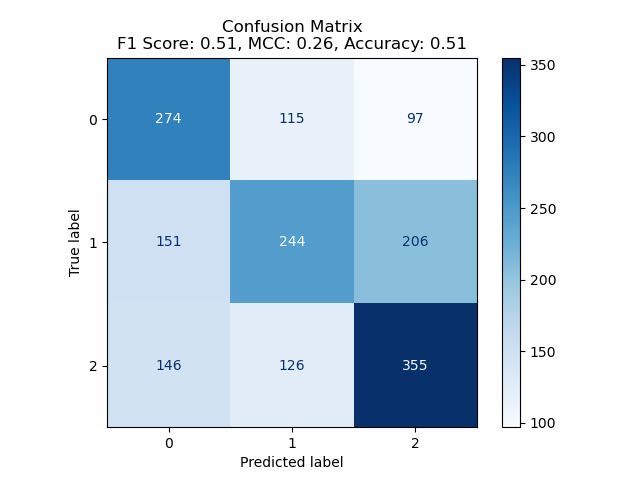 Confusion Matrix
F1 Score: 0.51, MCC: 0.26, Accuracy: 0.51
350
0 274 115 97
300
250
True label
1 151 244 206
200
150
2 146 126 355
100
0 1 2
Predicted label